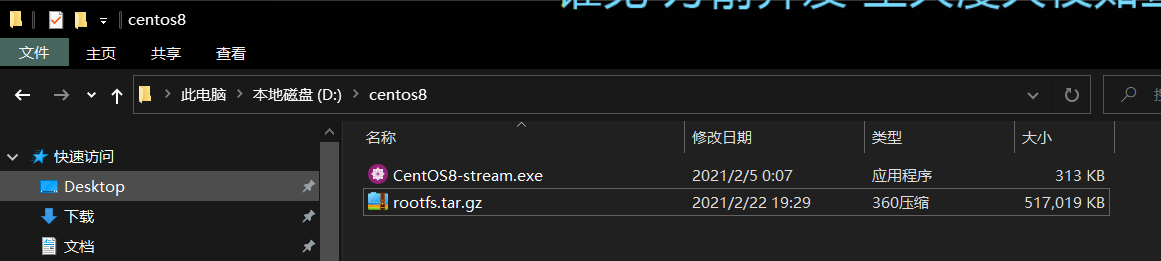 centos8
文件 主页 共享 查看
此电脑 本地磁盘 (D:) centos8
名称 修改日期 类型 大小
快速访问
CentOS8-stream.exe 2021/2/5 0:07 应用程序 313 KB
Desktop
rootfs.tar.gz 2021/2/22 19:29 360压缩 517,019 KB
下载
文档